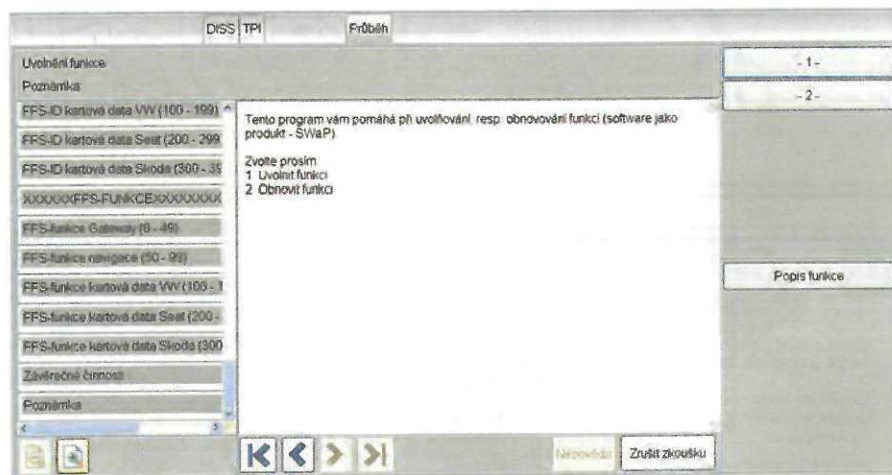 DISS TPI Průběh
Uvolnění funkce
Poznámka
FFS-ID kartová data VW (100 - 199)
FFS-ID kartová data Seat (200 - 299
FFS-ID kartová data Skoda (300 - 39
XXXXXXFFS-FUNKCEXXXXXXXX
FFS-funkce Gateway (0 - 49)
FFS-funkce navigace (50 - 99)
FFS-funkce kartová data VW (100 - 1
FFS-funkce kartová data Seat (200 -
FFS-funkce kartová data Skoda (300
Závěrečné činnosti
Poznámka
Tento program vám pomáhá při uvolňování resp. obnovování funkcí (software jako
produkt - SWaP)
Zvolte prosím
1 Uvolnit funkci
2 Obnovit funkci
- 1 -
- 2 -
Popis funkce
Nápověda
Zrušit zkoušku